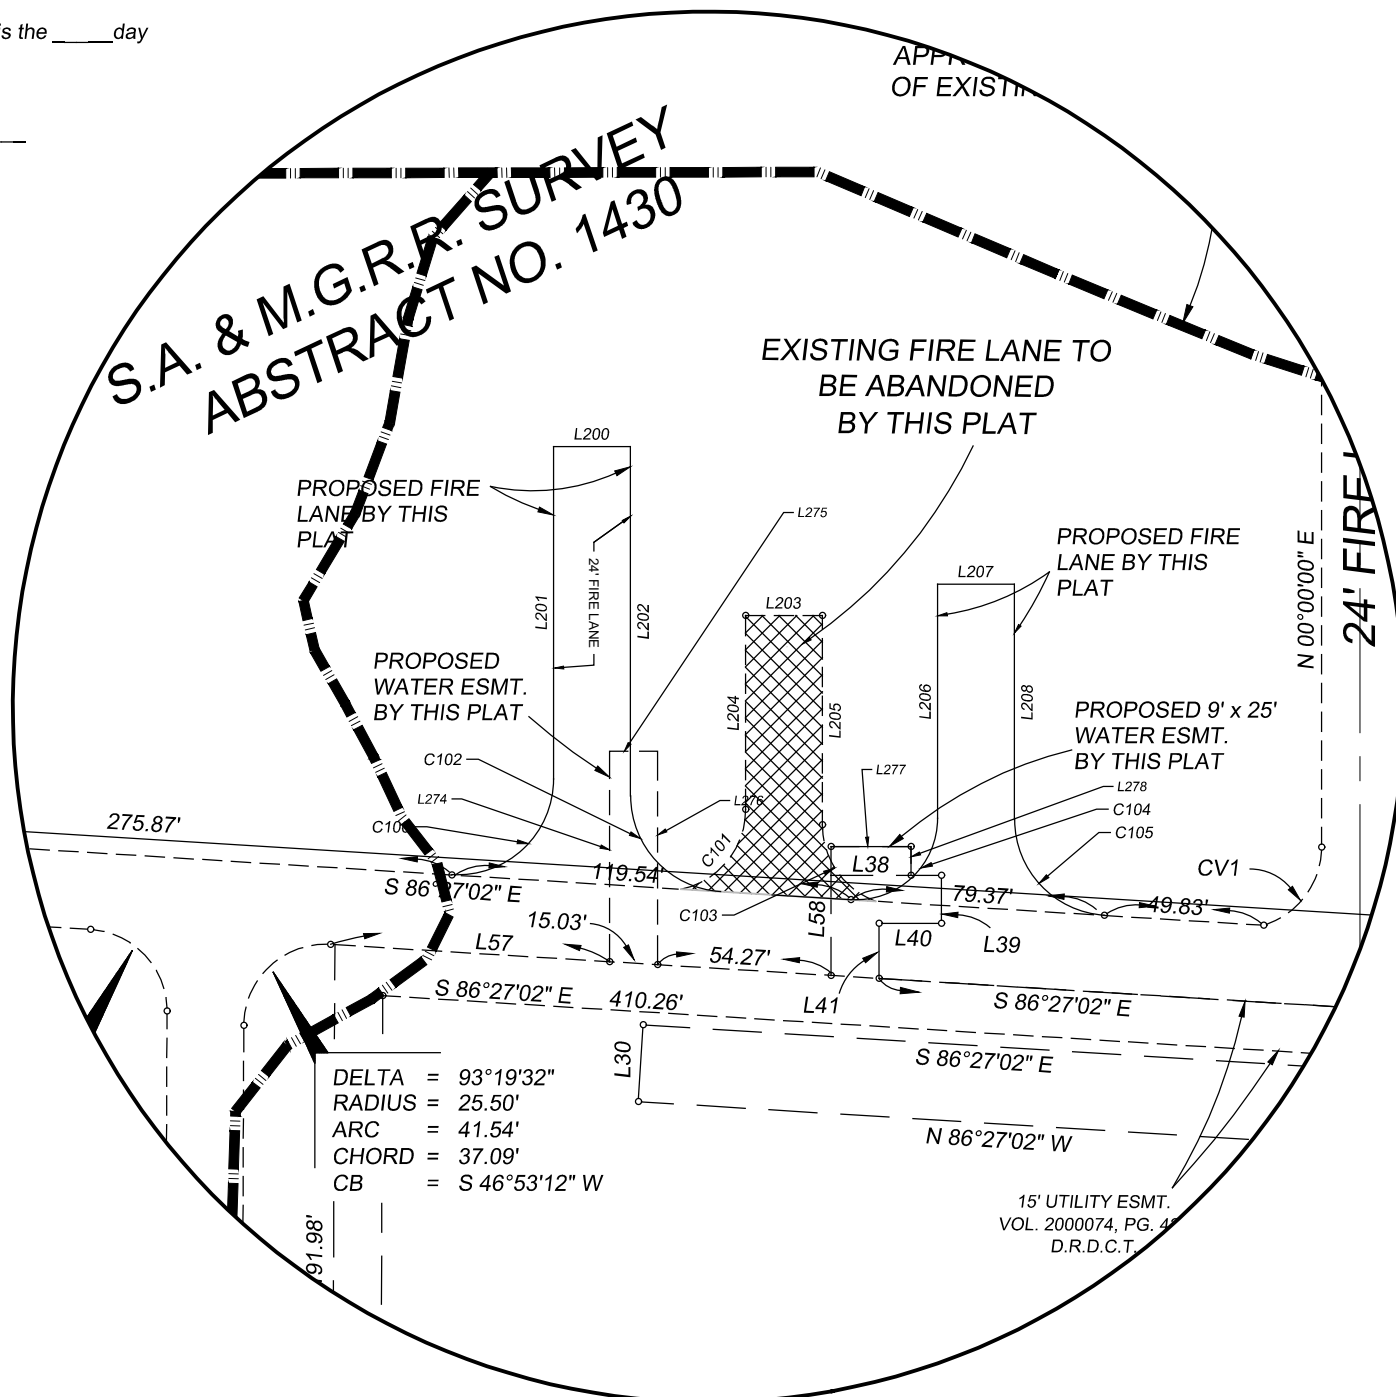 s the ____day
OF EXISTIN
S.A. & M.G.R.R. SURVEY
ABSTRACT NO. 1430
EXISTING FIRE LANE TO
BE ABANDONED
BY THIS PLAT
L200
PROPOSED FIRE
LANE BY THIS
PLAT
L275
24' FIRE LANE
L201
L202
L203
L204
L205
PROPOSED FIRE
LANE BY THIS
PLAT
L207
L206
L208
N 00°00'00" E
24' FIRE
PROPOSED
WATER ESMT.
BY THIS PLAT
PROPOSED 9' x 25'
WATER ESMT.
BY THIS PLAT
C102
L274
L276
L277
L278
C104
C105
275.87'
C101
L38
119.54'
S 86°27'02" E
C103
L58
79.37'
CV1
49.83'
15.03'
L57
54.27'
L40
L39
L41
S 86°27'02" E
410.26'
S 86°27'02" E
L30
S 86°27'02" E
N 86°27'02" W
DELTA = 93°19'32"
RADIUS = 25.50'
ARC = 41.54'
CHORD = 37.09'
CB = S 46°53'12" W
91.98'
15' UTILITY ESMT.
VOL. 2000074, PG.
D.R.D.C.T.